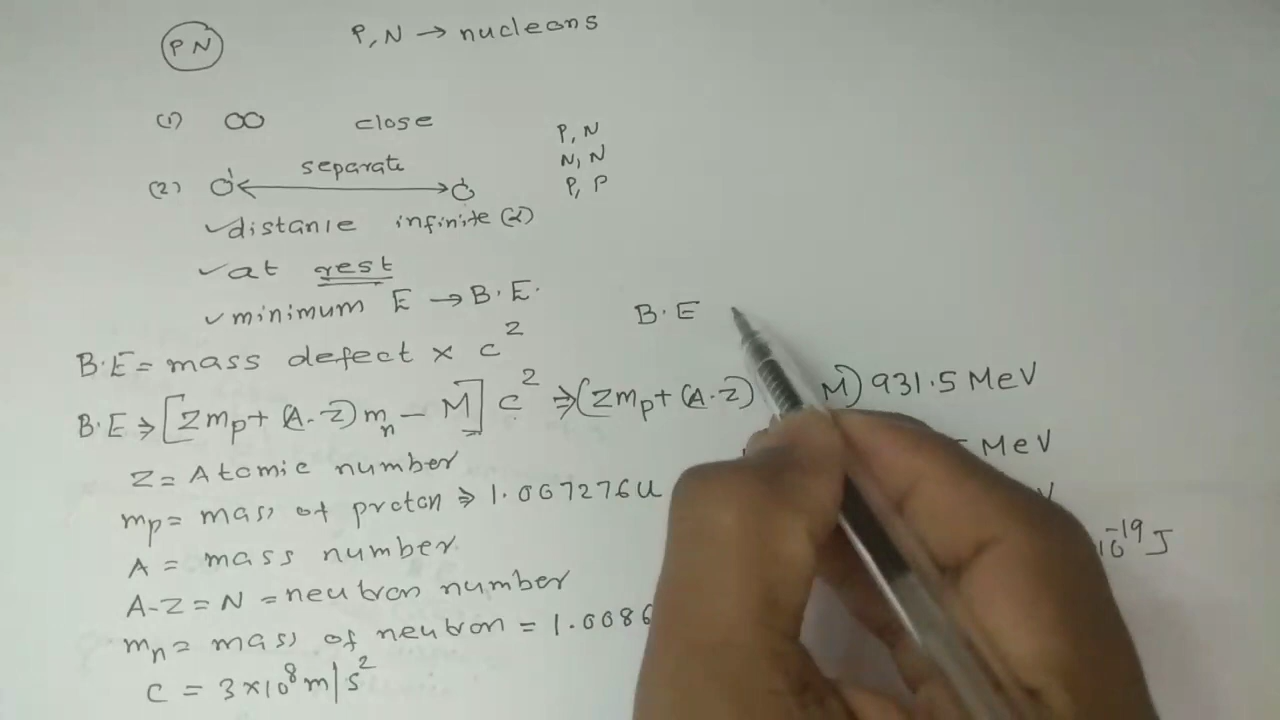 PN P,N → nucleons
(1) close
P, N
(2) separate N, N
P, P
✓distanIe infinite (α)
✓at rest
✓minimum E → B.E.
B.E
B.E = mass defect × c²
B.E ⇒ [Zmp + (A-Z)mn - M] c² ⇒ (Zmp + (A-Z) M) 931.5 MeV
Z = Atomic number MeV
mp = mass of proton ⇒ 1.007276u
A = mass number 10⁻¹⁹ J
A-Z = N = neutron number
mn = mass of neutron = 1.0086
c = 3×10⁸ m/s²